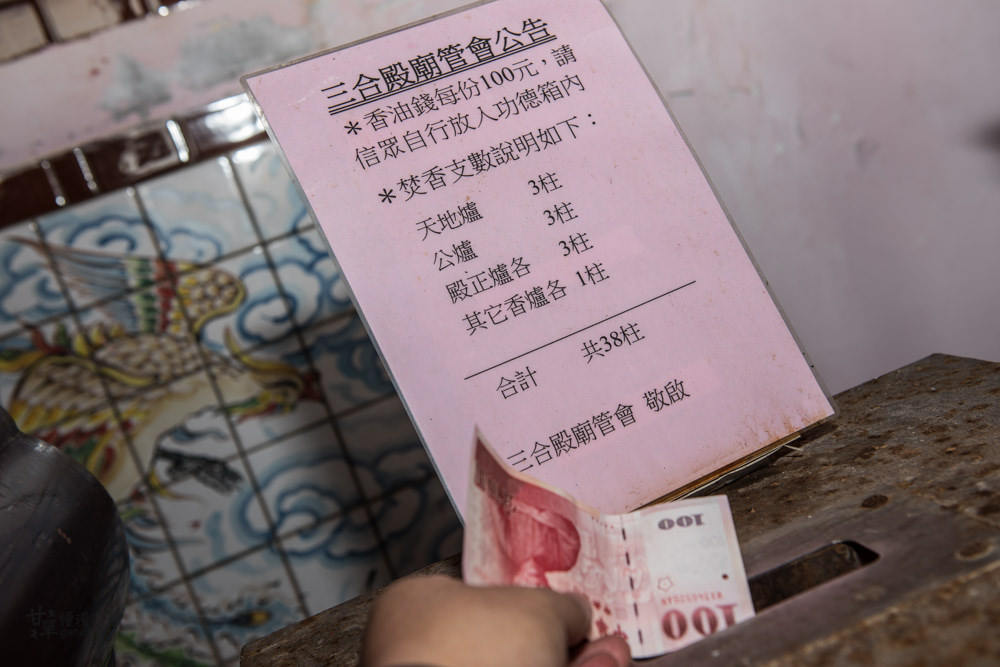 三合殿廟管會公告
＊香油錢每份100元，請
信眾自行放入功德箱內
＊焚香支數說明如下：
天地爐 3柱
公爐 3柱
殿正爐各 3柱
其它香爐各 1柱
合計 共38柱
三合殿廟管會 敬啟
100
100